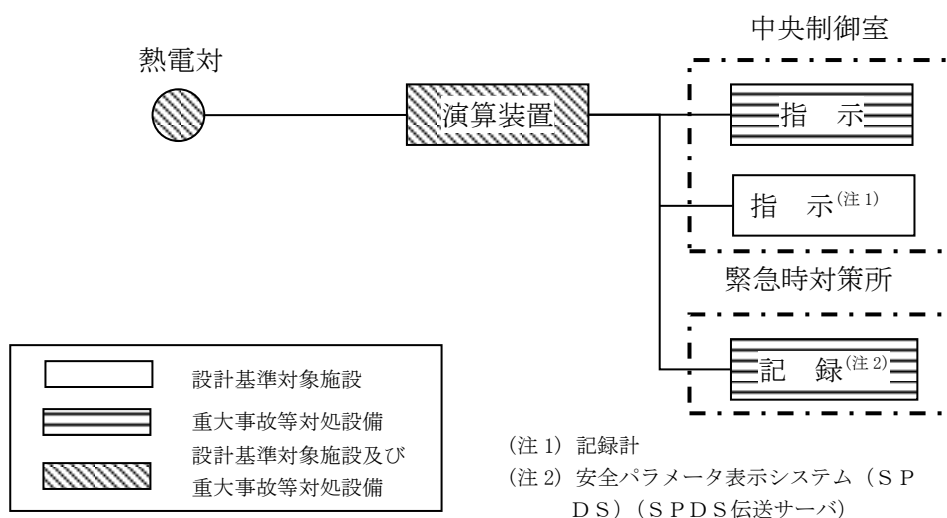 中央制御室
熱電対
演算装置
指　示
指　示(注1)
緊急時対策所
記　録(注2)
設計基準対象施設
重大事故等対処設備
設計基準対象施設及び
重大事故等対処設備
(注1) 記録計
(注2) 安全パラメータ表示システム（ＳＰ
ＤＳ）（ＳＰＤＳ伝送サーバ）